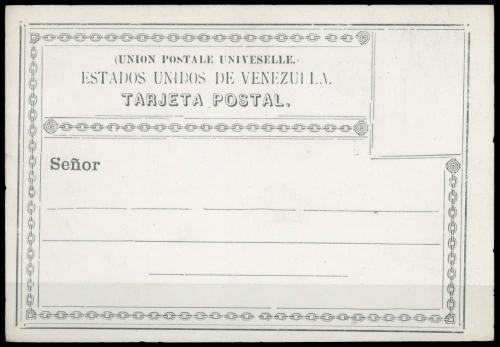 (UNION POSTALE UNIVESELLE.)
ESTADOS UNIDOS DE VENEZUELA.
TARJETA POSTAL.
Señor